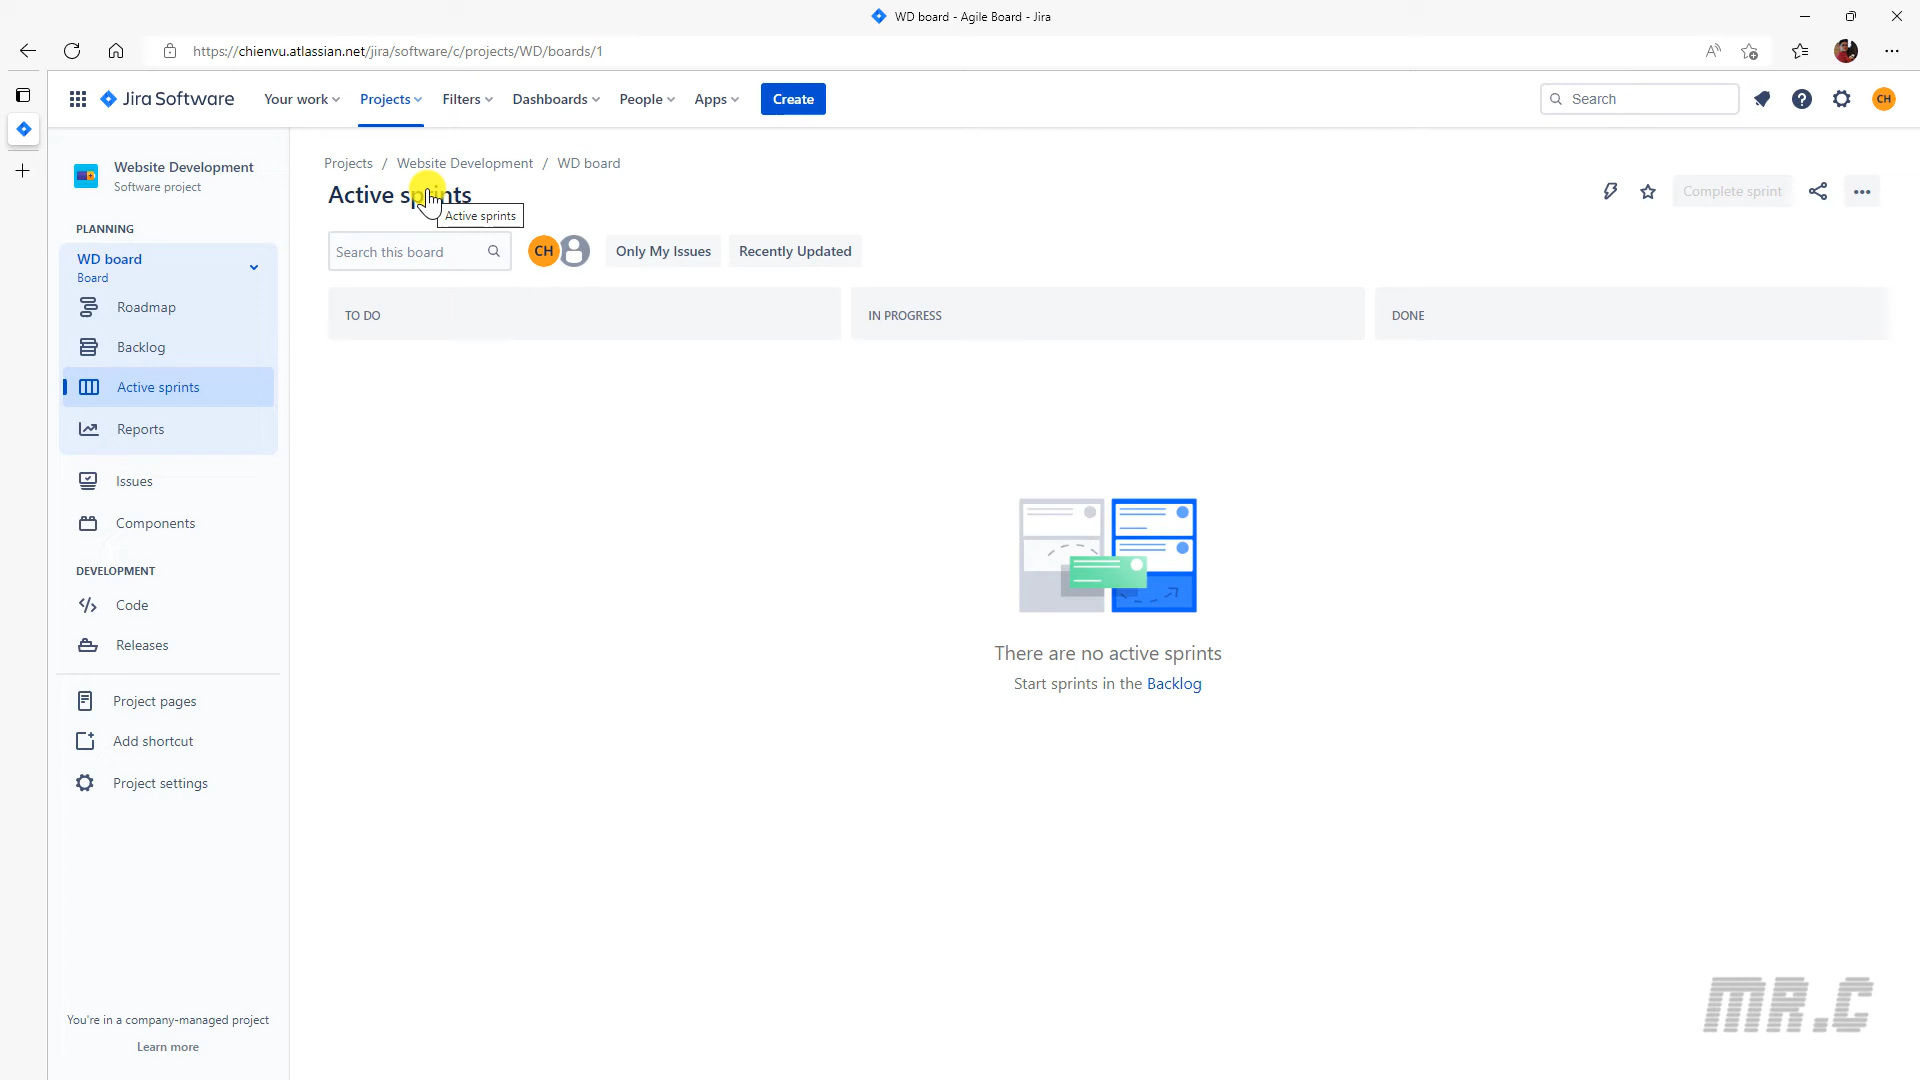 WD board - Agile Board - Jira
https://chienvu.atlassian.net/jira/software/c/projects/WD/boards/1
Jira Software
Your work
Projects
Filters
Dashboards
People
Apps
Create
Search
CH
Website Development
Software project
PLANNING
WD board
Board
Roadmap
Backlog
Active sprints
Reports
Issues
Components
DEVELOPMENT
Code
Releases
Project pages
Add shortcut
Project settings
You're in a company-managed project
Learn more
Projects / Website Development / WD board
Active sprints
Active sprints
Complete sprint
Search this board
CH
Only My Issues
Recently Updated
TO DO
IN PROGRESS
DONE
There are no active sprints
Start sprints in the Backlog
MR.C